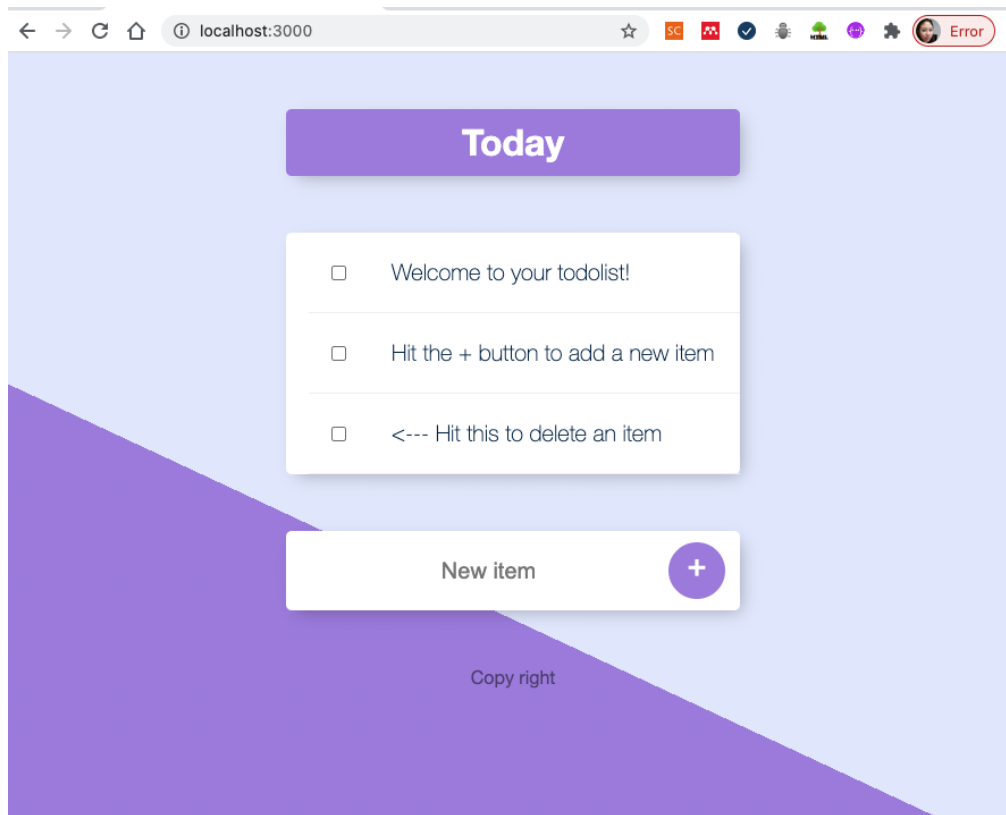 localhost:3000
SC
Error
Today
Welcome to your todolist!
Hit the + button to add a new item
<--- Hit this to delete an item
New item
+
Copy right